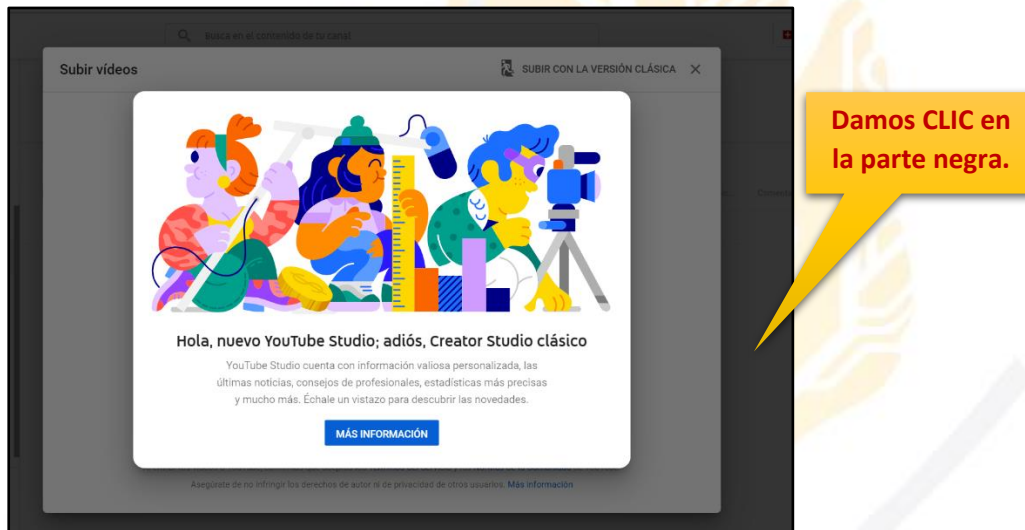 Busca en el contenido de tu canal
Subir vídeos
SUBIR CON LA VERSIÓN CLÁSICA
Damos CLIC en
la parte negra.
Hola, nuevo YouTube Studio; adiós, Creator Studio clásico
YouTube Studio cuenta con información valiosa personalizada, las
últimas noticias, consejos de profesionales, estadísticas más precisas
y mucho más. Échale un vistazo para descubrir las novedades.
MÁS INFORMACIÓN
Asegúrate de no infringir los derechos de autor ni de privacidad de otros usuarios. Más información